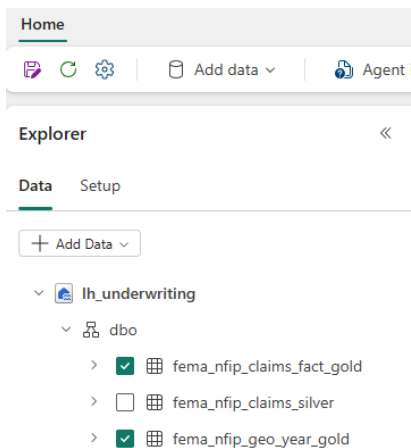 Home
Add data Agent
Explorer
Data Setup
Add Data
lh_underwriting
dbo
fema_nfip_claims_fact_gold
fema_nfip_claims_silver
fema_nfip_geo_year_gold